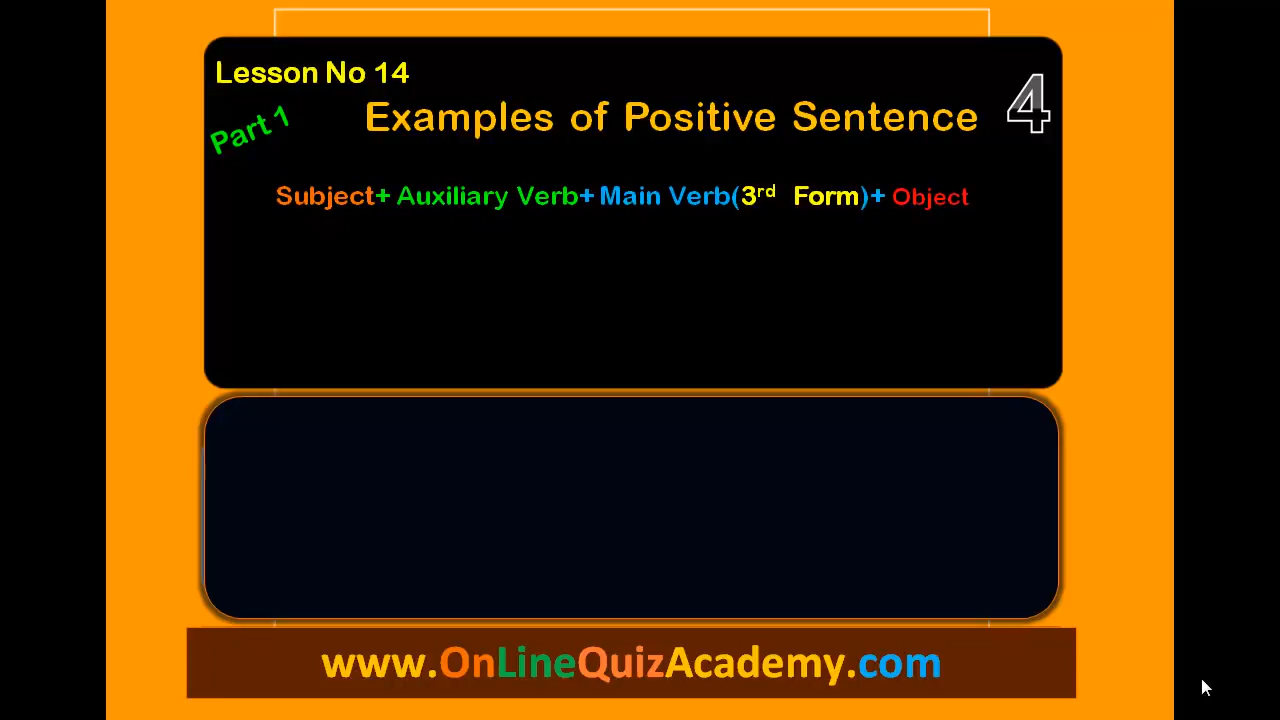 Lesson No 14
Part 1
Examples of Positive Sentence
4
Subject+ Auxiliary Verb+ Main Verb(3rd Form)+ Object
www.OnLineQuizAcademy.com